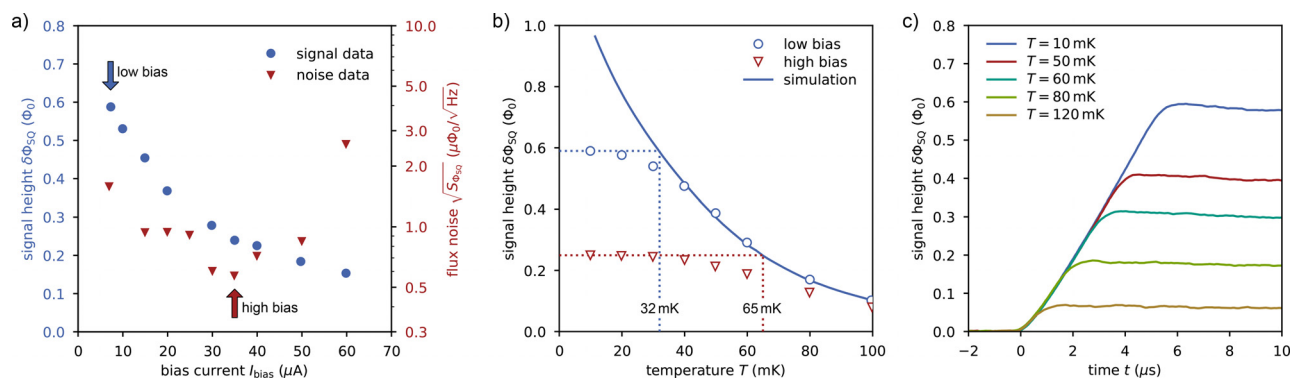 a)
0.8
0.7
0.6
0.5
0.4
0.3
0.2
0.1
0.0
signal height δΦ_SQ (Φ_0)
0 10 20 30 40 50 60 70
bias current I_bias (μA)
10.0
5.0
3.0
2.0
1.0
0.5
0.3
flux noise √S_Φ_SQ (μΦ_0/√Hz)
signal data
noise data
low bias
high bias
b)
1.0
0.8
0.6
0.4
0.2
0.0
signal height δΦ_SQ (Φ_0)
0 20 40 60 80 100
temperature T (mK)
low bias
high bias
simulation
32 mK
65 mK
c)
0.8
0.7
0.6
0.5
0.4
0.3
0.2
0.1
0.0
signal height δΦ_SQ (Φ_0)
−2 0 2 4 6 8 10
time t (μs)
T = 10 mK
T = 50 mK
T = 60 mK
T = 80 mK
T = 120 mK